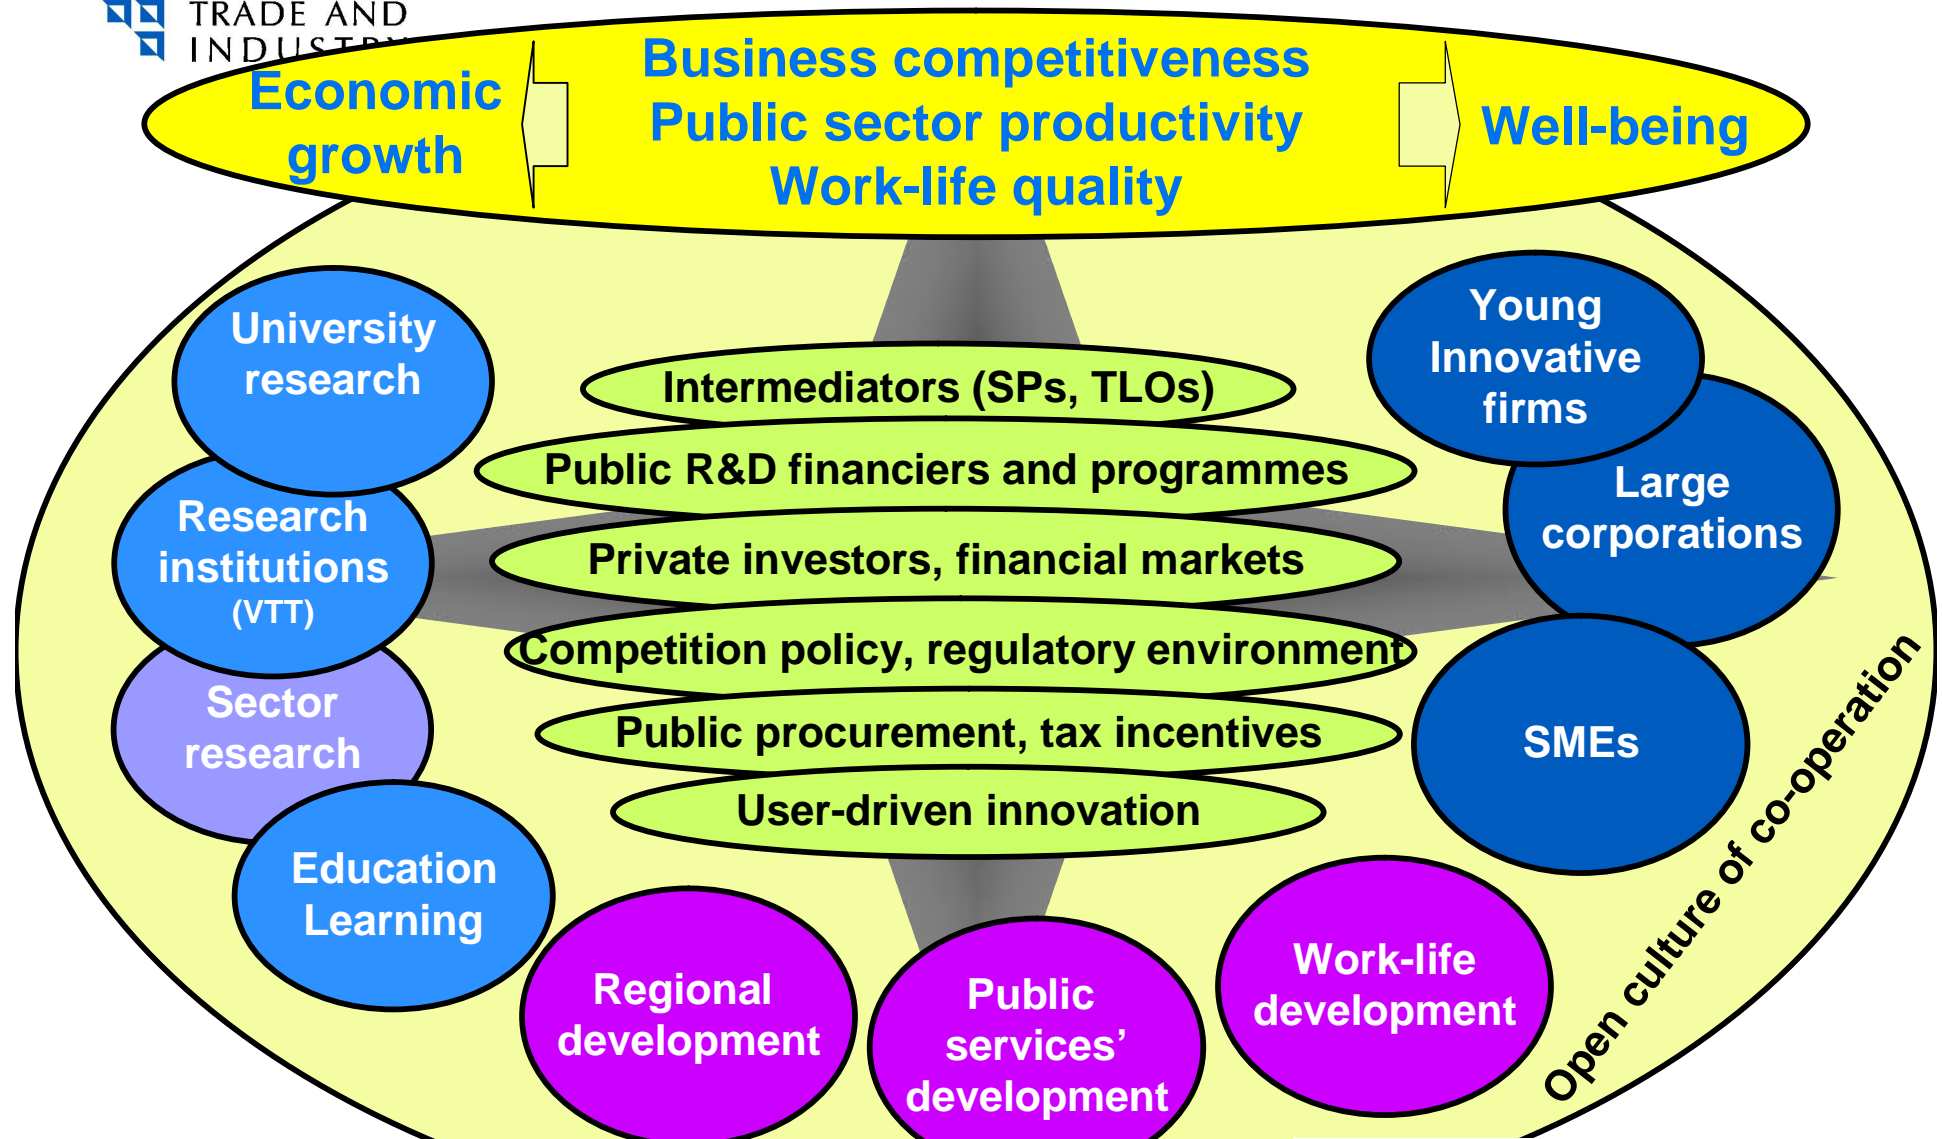 TRADE AND
INDUSTRY
Economic
growth
Business competitiveness
Public sector productivity
Work-life quality
Well-being
University
research
Research
institutions
(VTT)
Sector
research
Education
Learning
Intermediators (SPs, TLOs)
Public R&D financiers and programmes
Private investors, financial markets
Competition policy, regulatory environment
Public procurement, tax incentives
User-driven innovation
Young
Innovative
firms
Large
corporations
SMEs
Regional
development
Public
services’
development
Work-life
development
Open culture of co-operation